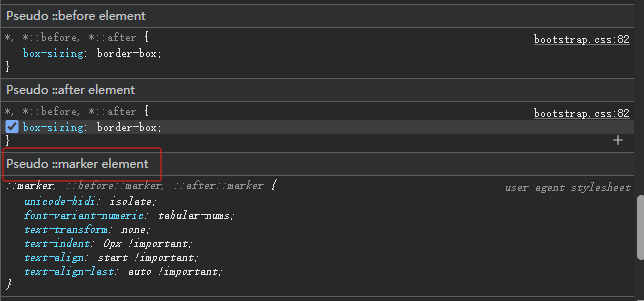 Pseudo ::before element
*, *::before, *::after {
bootstrap.css:82
box-sizing: border-box;
}
Pseudo ::after element
*, *::before, *::after {
bootstrap.css:82
box-sizing: border-box;
}
Pseudo ::marker element
::marker, ::before::marker, ::after::marker {
user agent stylesheet
unicode-bidi: isolate;
font-variant-numeric: tabular-nums;
text-transform: none;
text-indent: 0px !important;
text-align: start !important;
text-align-last: auto !important;
}